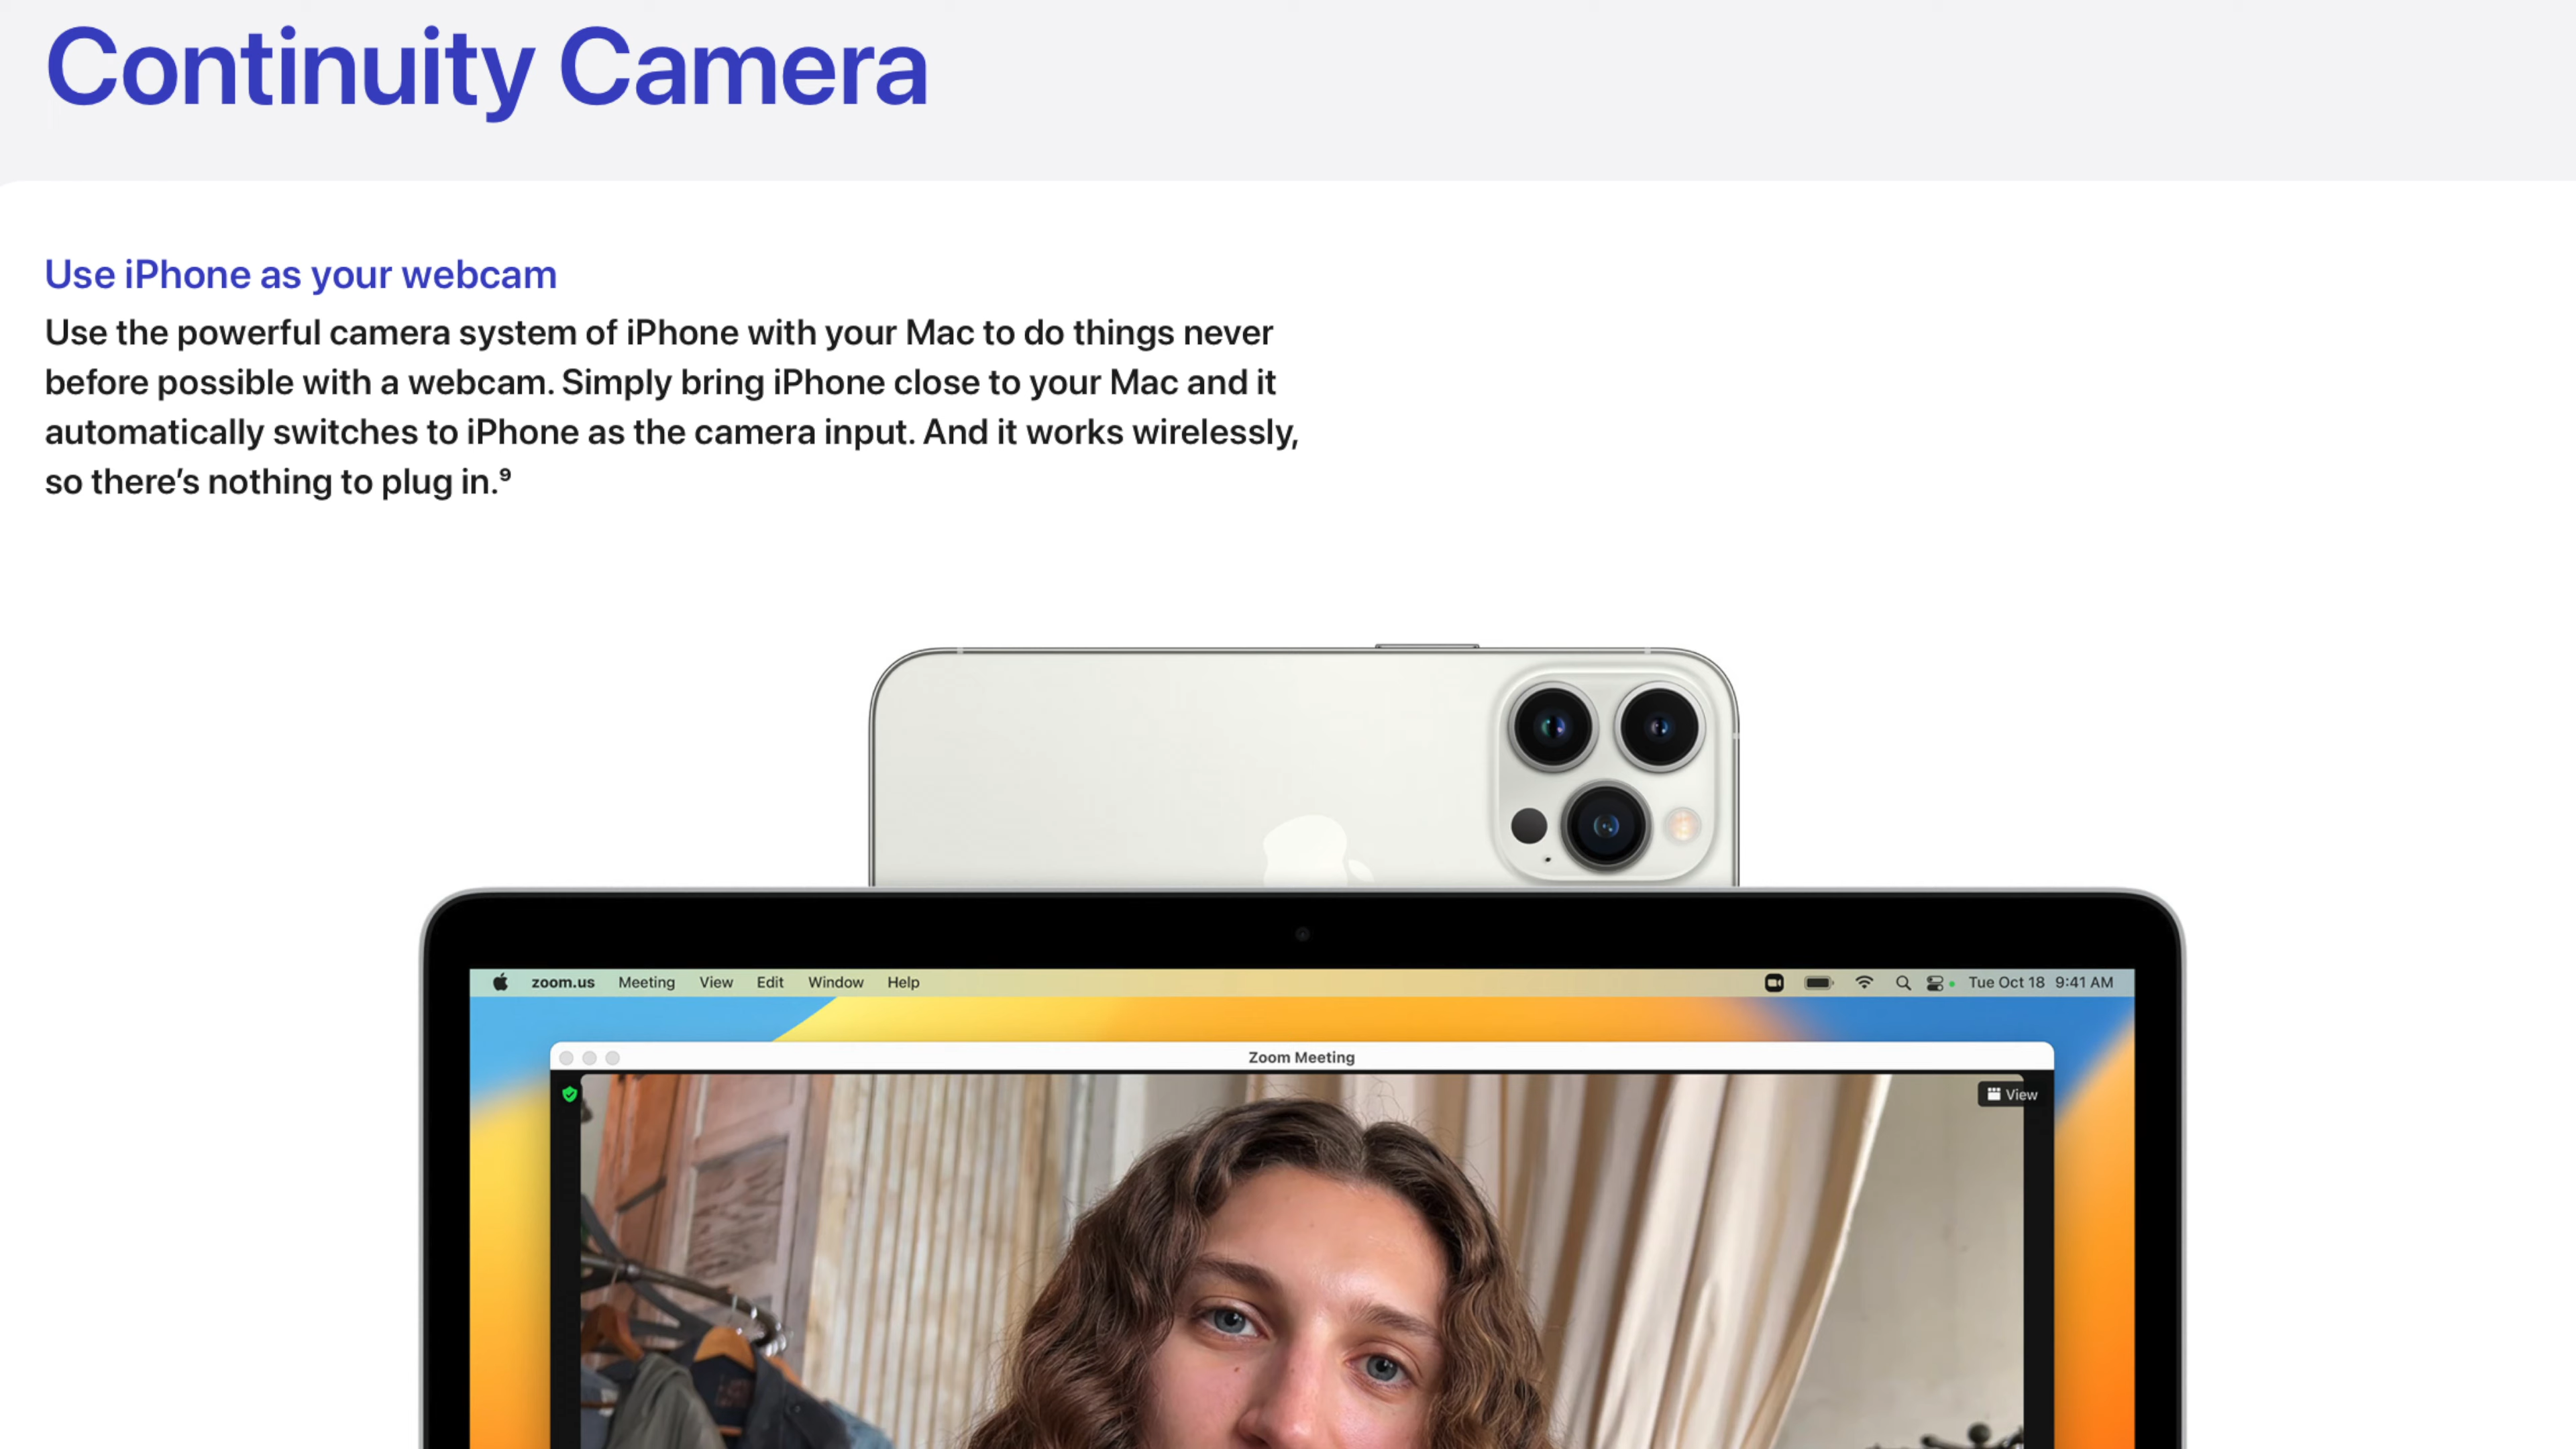 Continuity Camera
Use iPhone as your webcam
Use the powerful camera system of iPhone with your Mac to do things never
before possible with a webcam. Simply bring iPhone close to your Mac and it
automatically switches to iPhone as the camera input. And it works wirelessly,
so there’s nothing to plug in.⁹
zoom.us Meeting View Edit Window Help Tue Oct 18 9:41 AM
Zoom Meeting
View